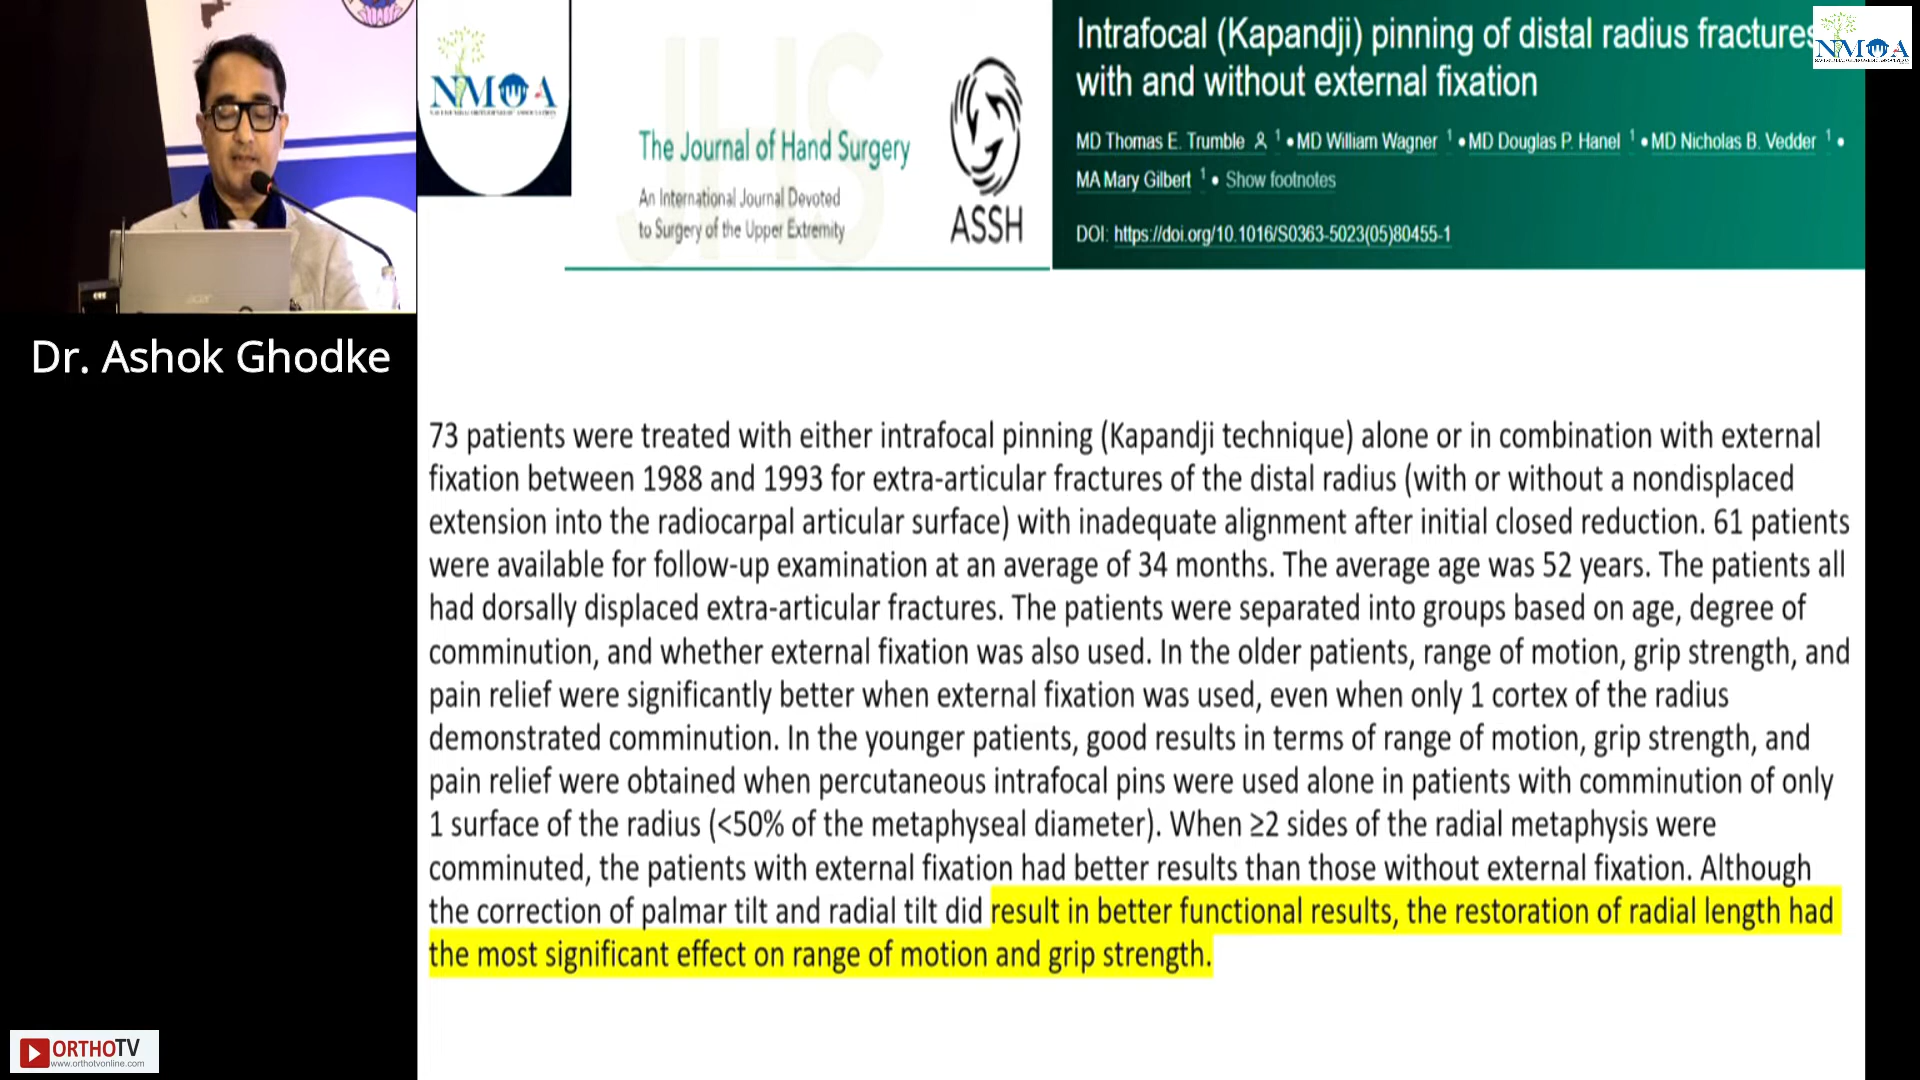 NMOA
JHS
The Journal of Hand Surgery
An International Journal Devoted
to Surgery of the Upper Extremity
ASSH
Intrafocal (Kapandji) pinning of distal radius fractures
with and without external fixation
MD Thomas E. Trumble 1 • MD William Wagner 1 • MD Douglas P. Hanel 1 • MD Nicholas B. Vedder 1 •
MA Mary Gilbert 1 • Show footnotes
DOI: https://doi.org/10.1016/S0363-5023(05)80455-1
NMOA
acer
Dr. Ashok Ghodke
73 patients were treated with either intrafocal pinning (Kapandji technique) alone or in combination with external
fixation between 1988 and 1993 for extra-articular fractures of the distal radius (with or without a nondisplaced
extension into the radiocarpal articular surface) with inadequate alignment after initial closed reduction. 61 patients
were available for follow-up examination at an average of 34 months. The average age was 52 years. The patients all
had dorsally displaced extra-articular fractures. The patients were separated into groups based on age, degree of
comminution, and whether external fixation was also used. In the older patients, range of motion, grip strength, and
pain relief were significantly better when external fixation was used, even when only 1 cortex of the radius
demonstrated comminution. In the younger patients, good results in terms of range of motion, grip strength, and
pain relief were obtained when percutaneous intrafocal pins were used alone in patients with comminution of only
1 surface of the radius (<50% of the metaphyseal diameter). When ≥2 sides of the radial metaphysis were
comminuted, the patients with external fixation had better results than those without external fixation. Although
the correction of palmar tilt and radial tilt did result in better functional results, the restoration of radial length had
the most significant effect on range of motion and grip strength.
ORTHOTV
www.orthotvonline.com